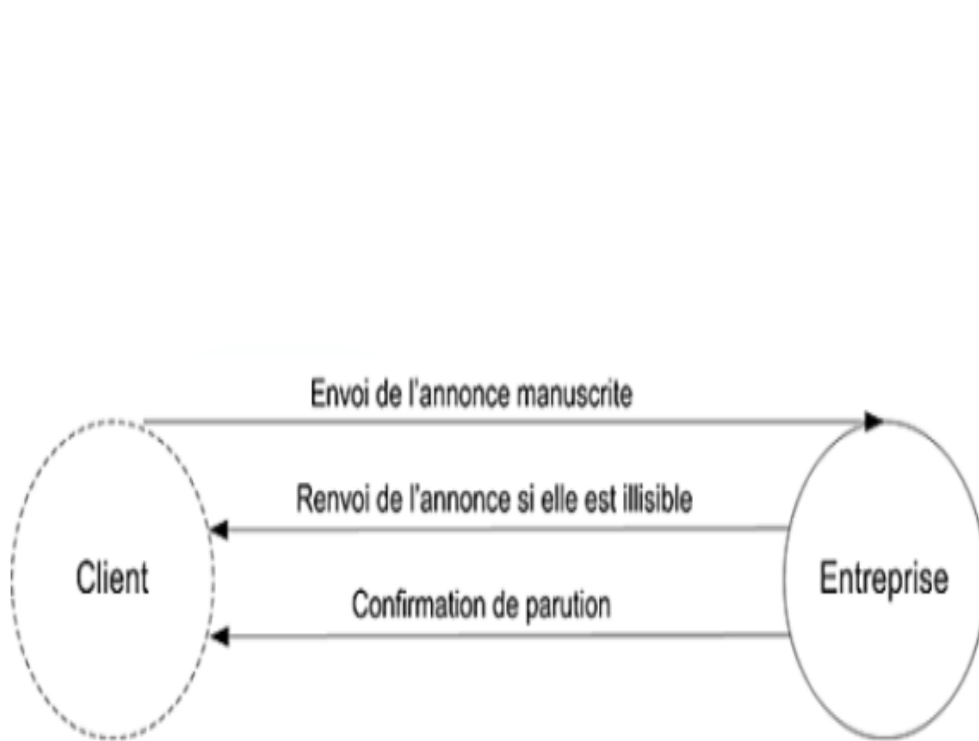 Envoi de l'annonce manuscrite
Renvoi de l'annonce si elle est illisible
Client
Entreprise
Confirmation de parution